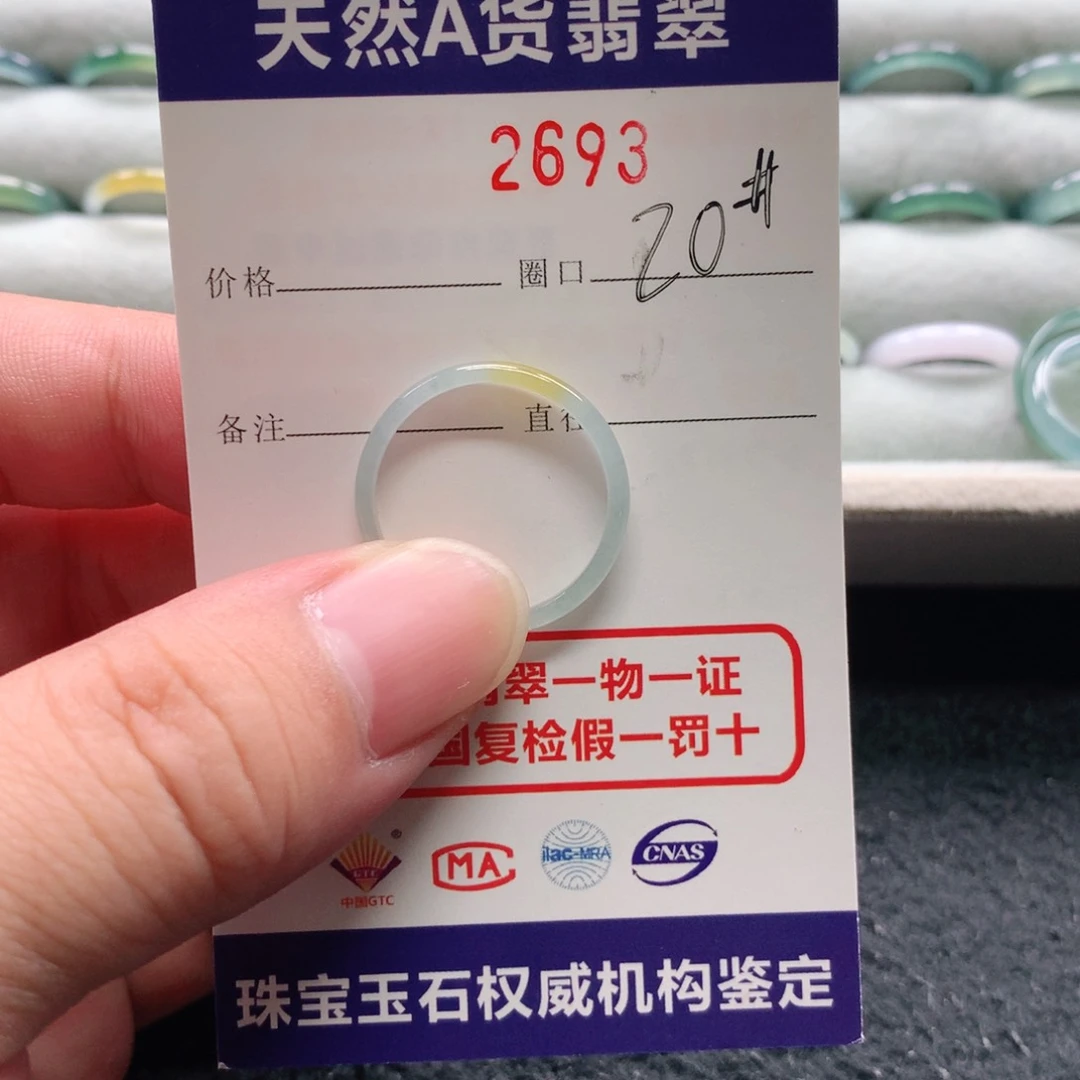 天然A货翡翠
2693
价格 圈口 20#
备注 直径
翠一物一证
国复检假一罚十
GTC ®
中国GTC
MA
ilac-MRA
CNAS
珠宝玉石权威机构鉴定